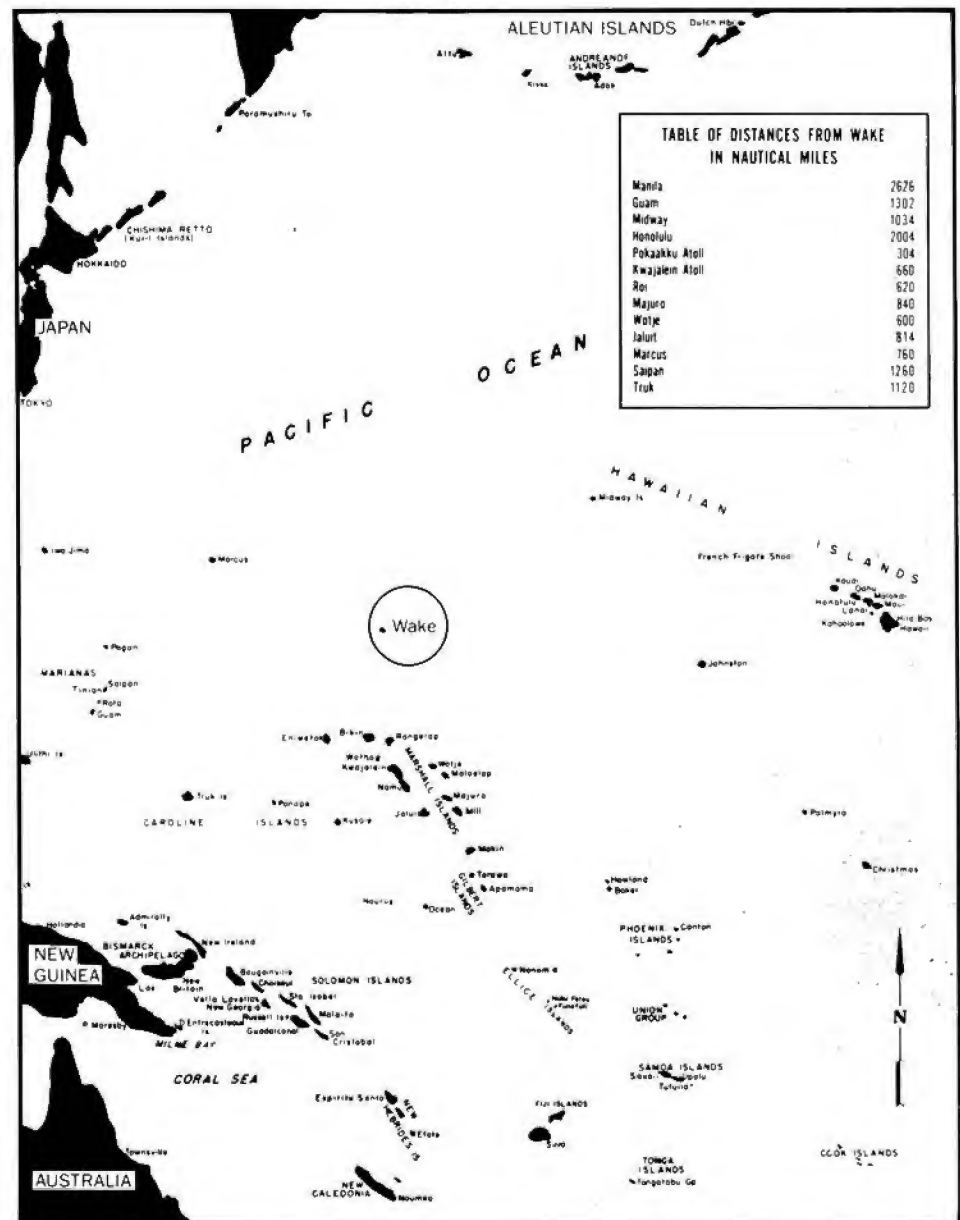 ALEUTIAN ISLANDS
Dutch Hbr
Attu
ANDREANOF
ISLANDS
Kiska
Adak
Paramushiru To
TABLE OF DISTANCES FROM WAKE
IN NAUTICAL MILES
Manila 2626
Guam 1302
Midway 1034
Honolulu 2004
Pokaakku Atoll 304
Kwajalein Atoll 660
Roi 620
Majuro 840
Wotje 600
Jaluit 814
Marcus 760
Saipan 1260
Truk 1120
CHISHIMA RETTO
(Kuril Islands)
HOKKAIDO
JAPAN
TOKYO
PACIFIC OCEAN
HAWAIIAN ISLANDS
Midway Is
Iwo Jima
Marcus
French Frigate Shoal
Kauai
Oahu
Molokai
Honolulu
Maui
Lanai
Kahoolawe
Hilo Bay
Hawaii
Wake
Johnston
Pagan
MARIANAS
Saipan
Tinian
Rota
Guam
Eniwetok
Bikini
Rongelap
Ulithi Is
Wotho
Kwajalein
Wotje
Maloelap
Namu
MARSHALL ISLANDS
Majuro
Mili
Jaluit
Truk Is
Ponape
Kusaie
CAROLINE ISLANDS
Palmyra
Makin
Christmas
Tarawa
Apamama
GILBERT
ISLANDS
Howland
Baker
Naurus
Ocean
Hollandia
Admiralty
Is
PHOENIX
ISLANDS
Canton
NEW
GUINEA
BISMARCK
ARCHIPELAGO
New Ireland
Lae
New
Britain
Bougainville
Choiseul
SOLOMON ISLANDS
Vella Lavella
New Georgia
Sta Isabel
Russell Is
Malaita
Guadalcanal
San
Cristobal
P. Moresby
D'Entrecasteaux
Is
MILNE BAY
ELLICE ISLANDS
Funafuti
UNION
GROUP
N
CORAL SEA
SAMOA ISLANDS
Savaii
Upolu
Tutuila
Espiritu Santo
NEW
HEBRIDES IS
Efate
FIJI ISLANDS
Suva
Townsville
AUSTRALIA
NEW
CALEDONIA
Noumea
TONGA
ISLANDS
Tongatabu Gp
COOK ISLANDS